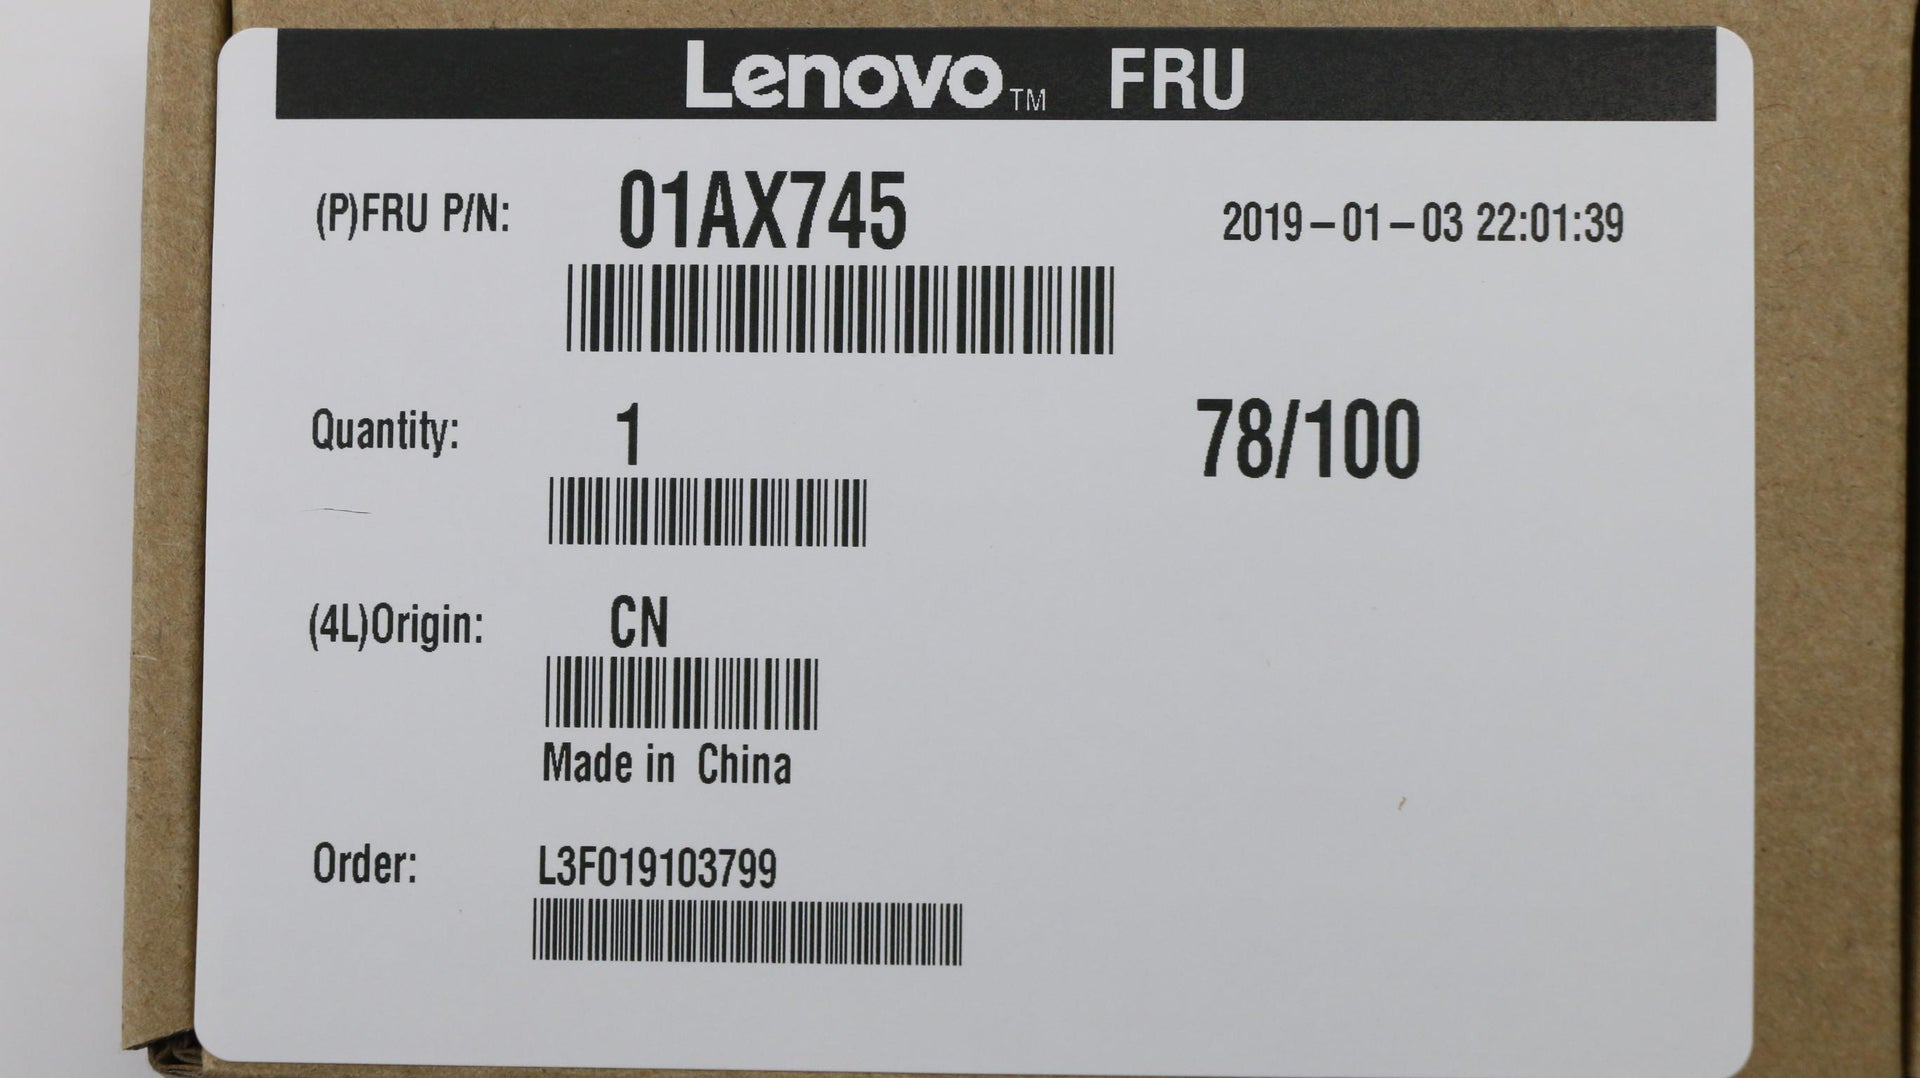 Lenovo™ FRU
(P)FRU P/N: 01AX745 2019-01-03 22:01:39
Quantity: 1 78/100
(4L)Origin: CN
Made in China
Order: L3F019103799